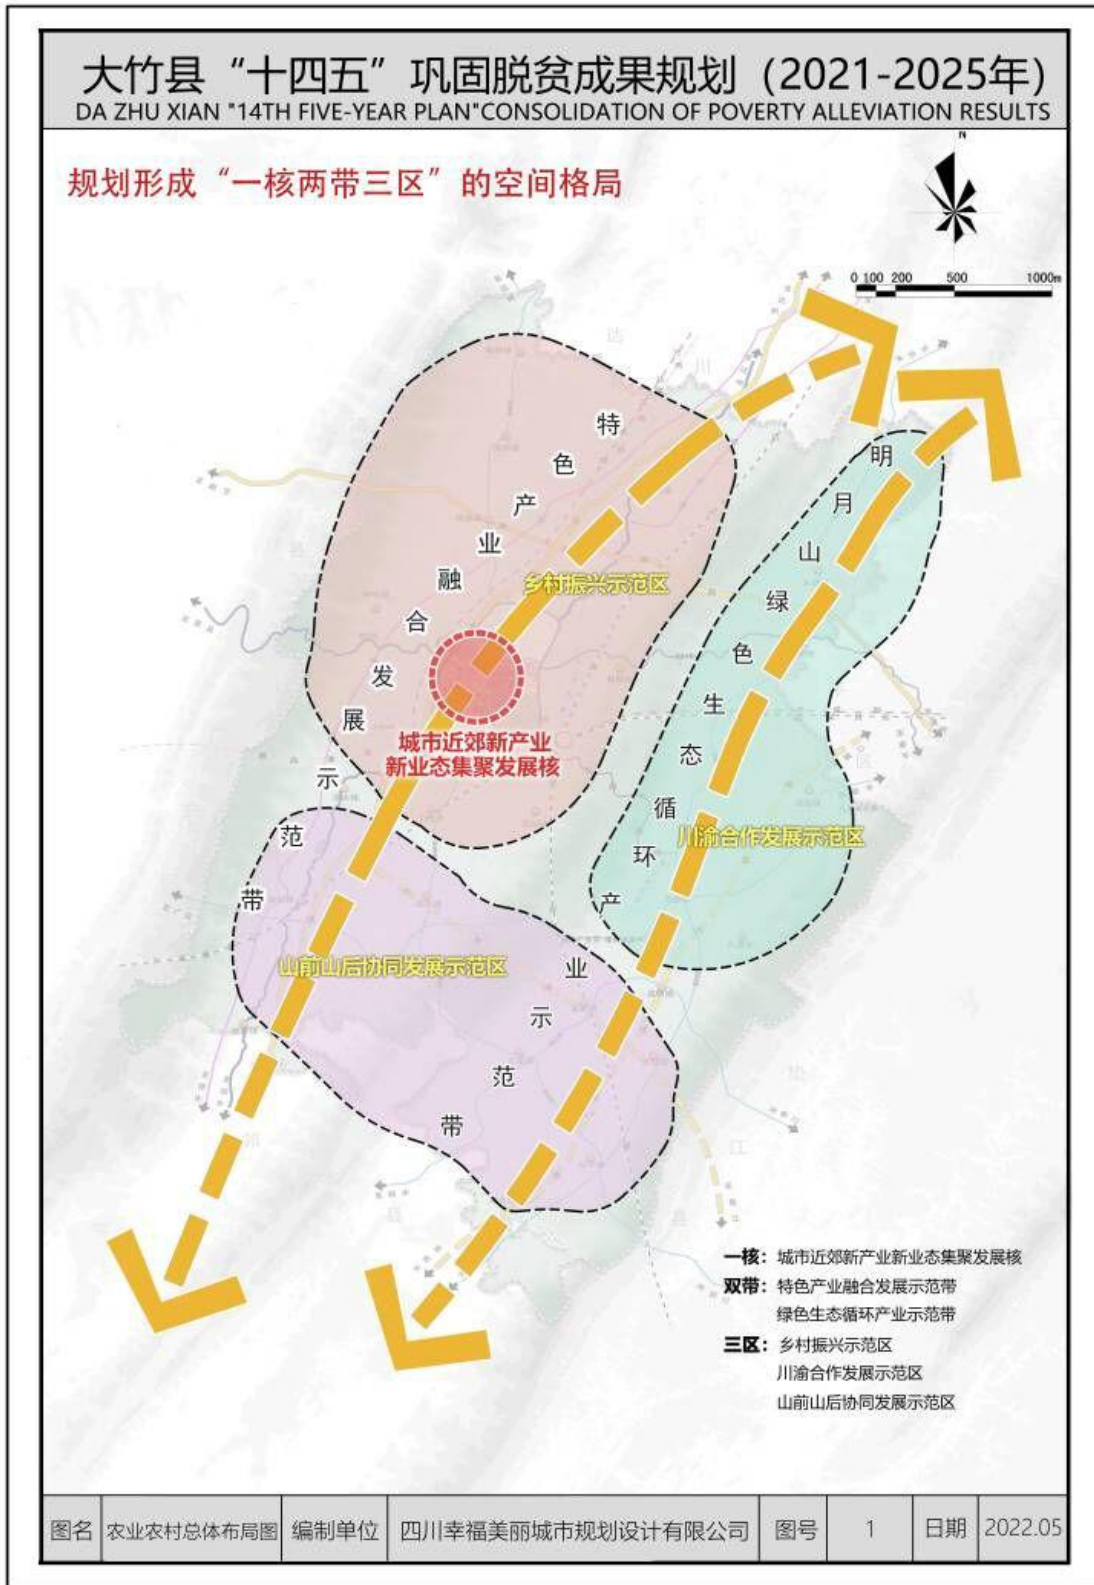 大竹县“十四五”巩固脱贫成果规划（2021-2025年）
DA ZHU XIAN "14TH FIVE-YEAR PLAN"CONSOLIDATION OF POVERTY ALLEVIATION RESULTS
规划形成“一核两带三区”的空间格局
N
0 100 200 500 1000m
特色产业融合发展示范带
明月山绿色生态循环产业示范带
乡村振兴示范区
城市近郊新产业
新业态集聚发展核
川渝合作发展示范区
山前山后协同发展示范区
一核：城市近郊新产业新业态集聚发展核
双带：特色产业融合发展示范带
绿色生态循环产业示范带
三区：乡村振兴示范区
川渝合作发展示范区
山前山后协同发展示范区
图名 农业农村总体布局图 编制单位 四川幸福美丽城市规划设计有限公司 图号 1 日期 2022.05